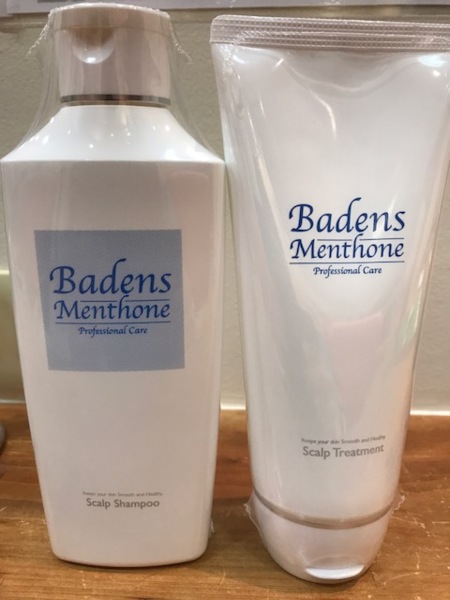 Badens
Menthone
Professional Care
Keeps your skin Smooth and Healthy
Scalp Shampoo
Badens
Menthone
Professional Care
Keeps your skin Smooth and Healthy
Scalp Treatment